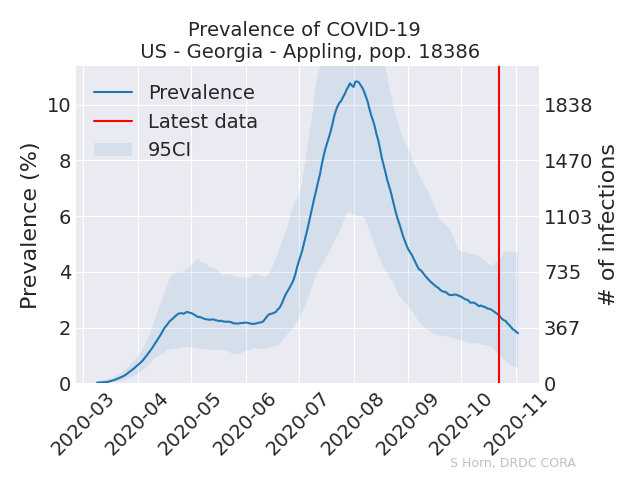 Prevalence of COVID-19
US - Georgia - Appling, pop. 18386
Prevalence
Latest data
95CI
Prevalence (%)
10
8
6
4
2
0
# of infections
1838
1470
1103
735
367
0
2020-03
2020-04
2020-05
2020-06
2020-07
2020-08
2020-09
2020-10
2020-11
S Horn, DRDC CORA